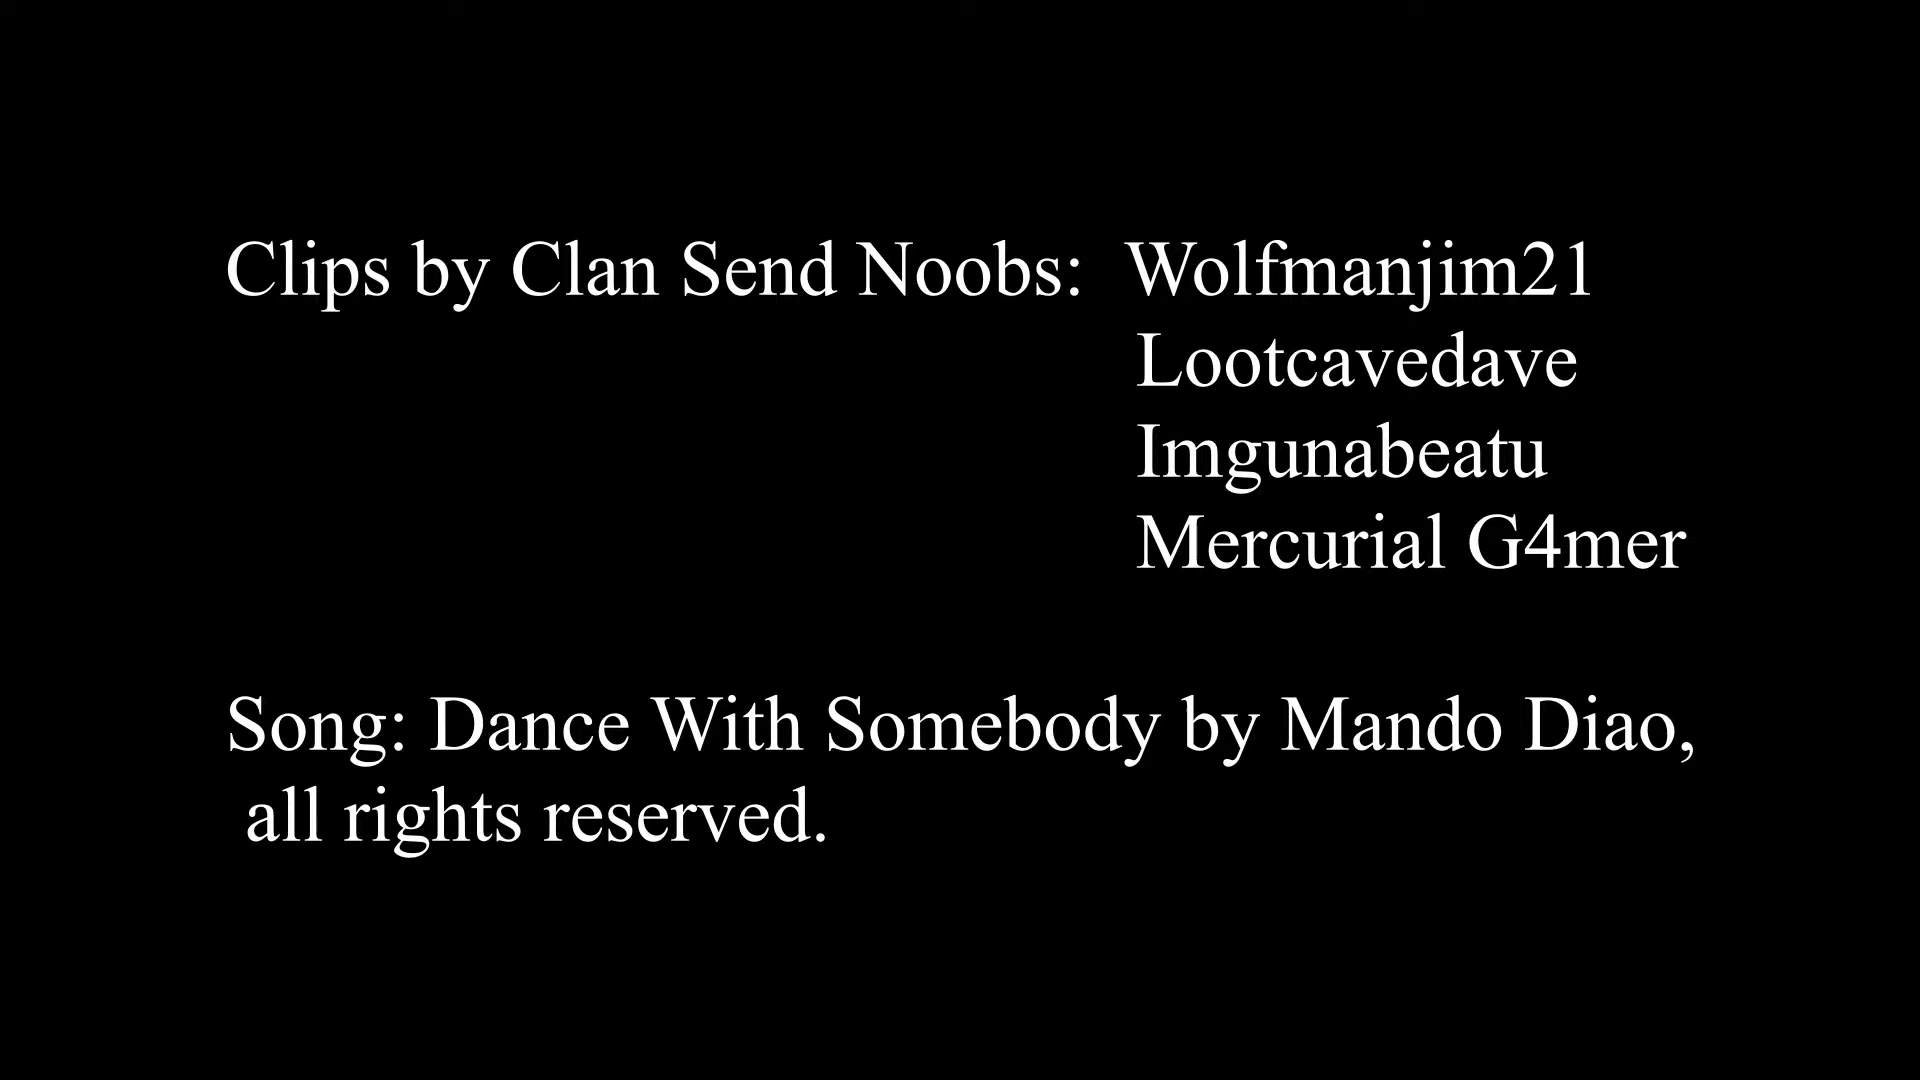 Clips by Clan Send Noobs: Wolfmanjim21
Lootcavedave
Imgunabeatu
Mercurial G4mer
Song: Dance With Somebody by Mando Diao,
all rights reserved.